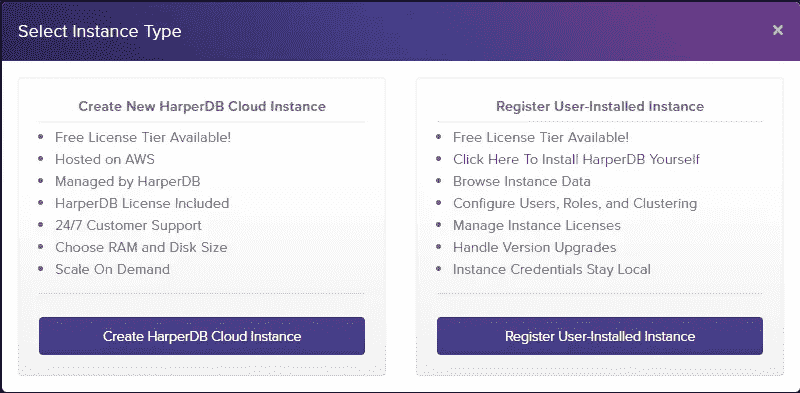 Select Instance Type
×
Create New HarperDB Cloud Instance
Free License Tier Available!
Hosted on AWS
Managed by HarperDB
HarperDB License Included
24/7 Customer Support
Choose RAM and Disk Size
Scale On Demand
Create HarperDB Cloud Instance
Register User-Installed Instance
Free License Tier Available!
Click Here To Install HarperDB Yourself
Browse Instance Data
Configure Users, Roles, and Clustering
Manage Instance Licenses
Handle Version Upgrades
Instance Credentials Stay Local
Register User-Installed Instance